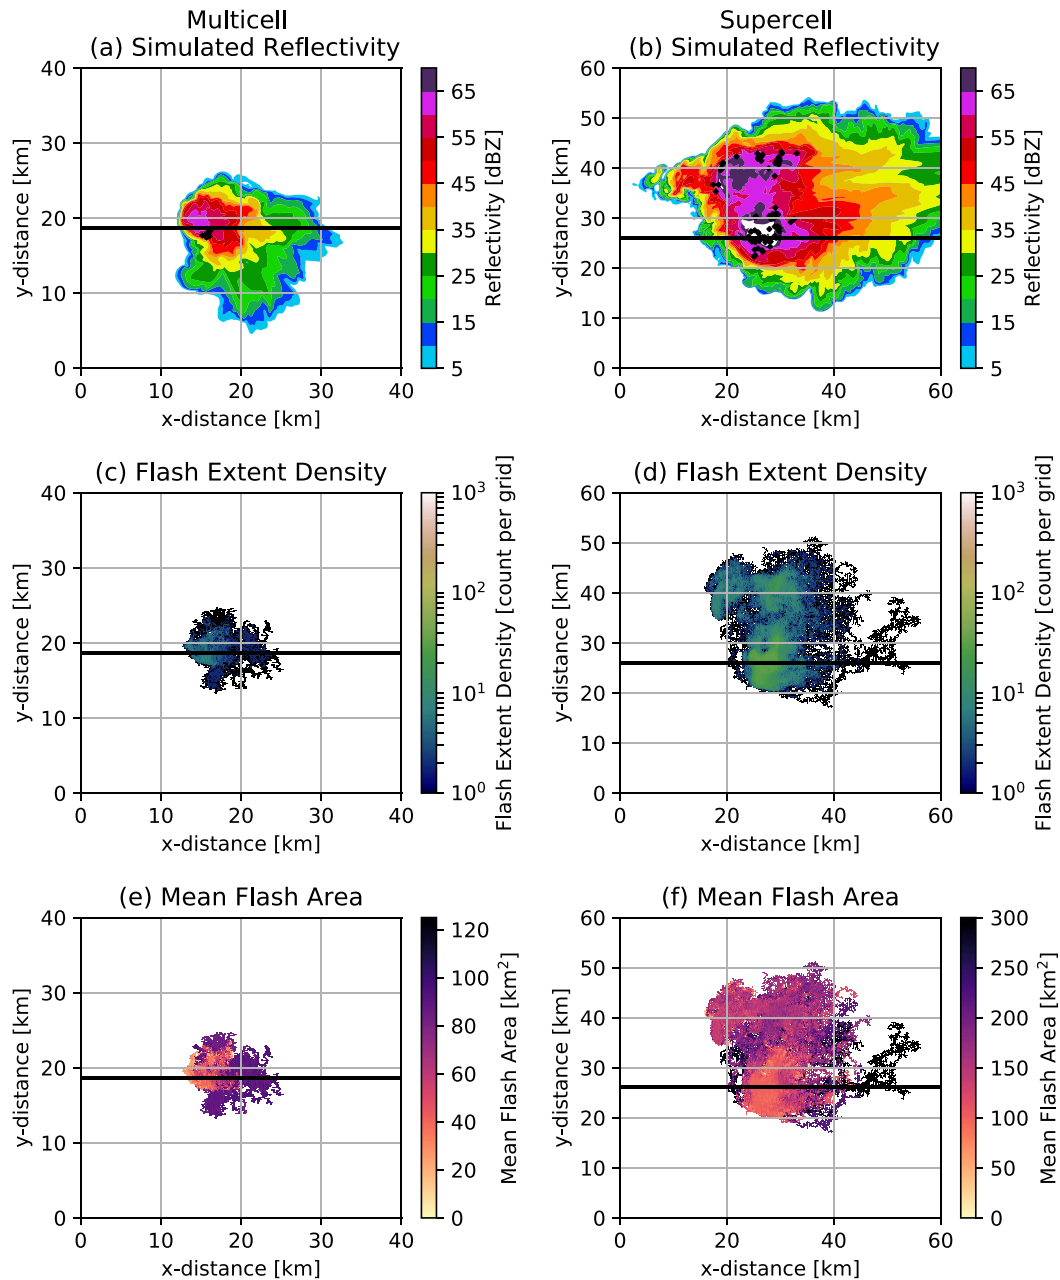 Multicell
(a) Simulated Reflectivity
40
30
20
10
0
0 10 20 30 40
x-distance [km]
y-distance [km]
65
55
45
35
25
15
5
Reflectivity [dBZ]
Supercell
(b) Simulated Reflectivity
60
50
40
30
20
10
0
0 20 40 60
x-distance [km]
y-distance [km]
65
55
45
35
25
15
5
Reflectivity [dBZ]
(c) Flash Extent Density
40
30
20
10
0
0 10 20 30 40
x-distance [km]
y-distance [km]
10³
10²
10¹
10⁰
Flash Extent Density [count per grid]
(d) Flash Extent Density
60
50
40
30
20
10
0
0 20 40 60
x-distance [km]
y-distance [km]
10³
10²
10¹
10⁰
Flash Extent Density [count per grid]
(e) Mean Flash Area
40
30
20
10
0
0 10 20 30 40
x-distance [km]
y-distance [km]
120
100
80
60
40
20
0
Mean Flash Area [km²]
(f) Mean Flash Area
60
50
40
30
20
10
0
0 20 40 60
x-distance [km]
y-distance [km]
300
250
200
150
100
50
0
Mean Flash Area [km²]